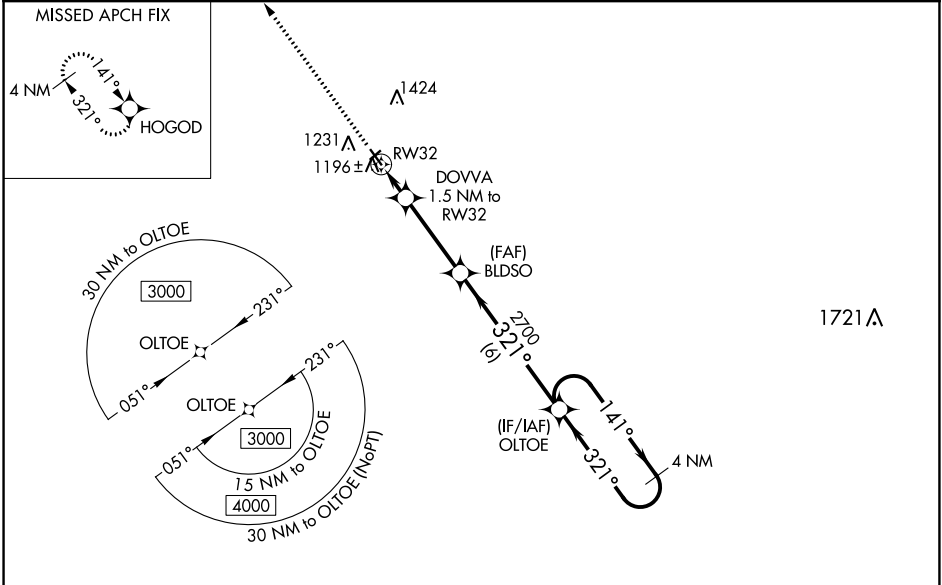 MISSED APCH FIX
4 NM
141°
321°
HOGOD
1424
1231
1196±
RW32
DOVVA
1.5 NM to
RW32
(FAF)
BLDSO
2700
321°
(6)
1721
(IF/IAF)
OLTOE
141°
321°
4 NM
30 NM to OLTOE
3000
231°
OLTOE
051°
231°
OLTOE
3000
051°
15 NM to OLTOE
4000
30 NM to OLTOE (NoPT)